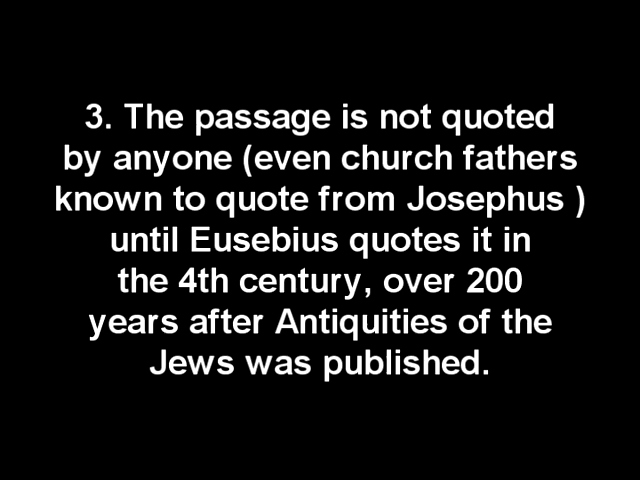 3. The passage is not quoted
by anyone (even church fathers
known to quote from Josephus )
until Eusebius quotes it in
the 4th century, over 200
years after Antiquities of the
Jews was published.